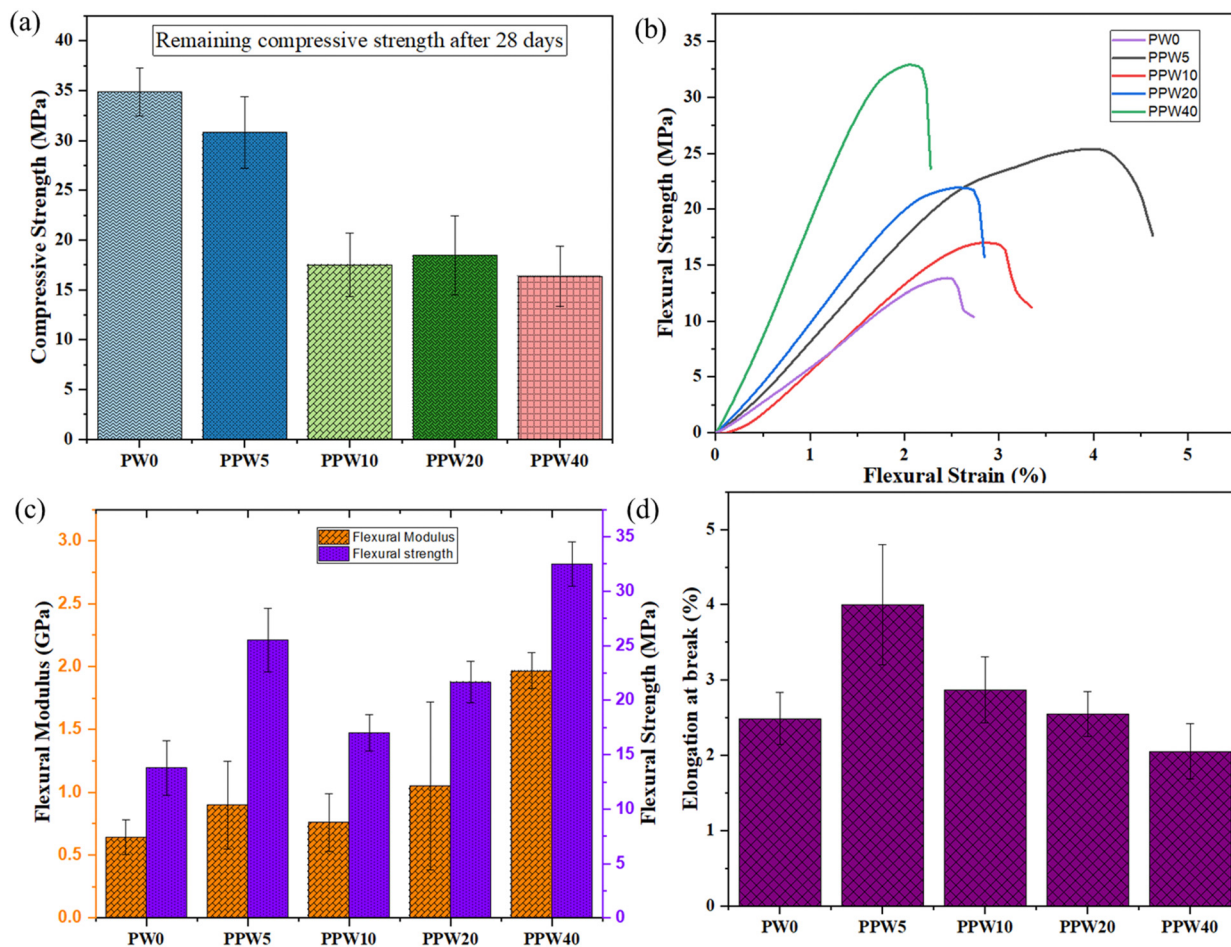 (a)
Remaining compressive strength after 28 days
Compressive Strength (MPa)
40
35
30
25
20
15
10
5
0
PW0 PPW5 PPW10 PPW20 PPW40
(b)
PW0
PPW5
PPW10
PPW20
PPW40
Flexural Strength (MPa)
35
30
25
20
15
10
5
0
0 1 2 3 4 5
Flexural Strain (%)
(c)
Flexural Modulus
Flexural strength
Flexural Modulus (GPa)
3.0
2.5
2.0
1.5
1.0
0.5
0.0
Flexural Strength (MPa)
35
30
25
20
15
10
5
0
PW0 PPW5 PPW10 PPW20 PPW40
(d)
Elongation at break (%)
5
4
3
2
1
0
PW0 PPW5 PPW10 PPW20 PPW40